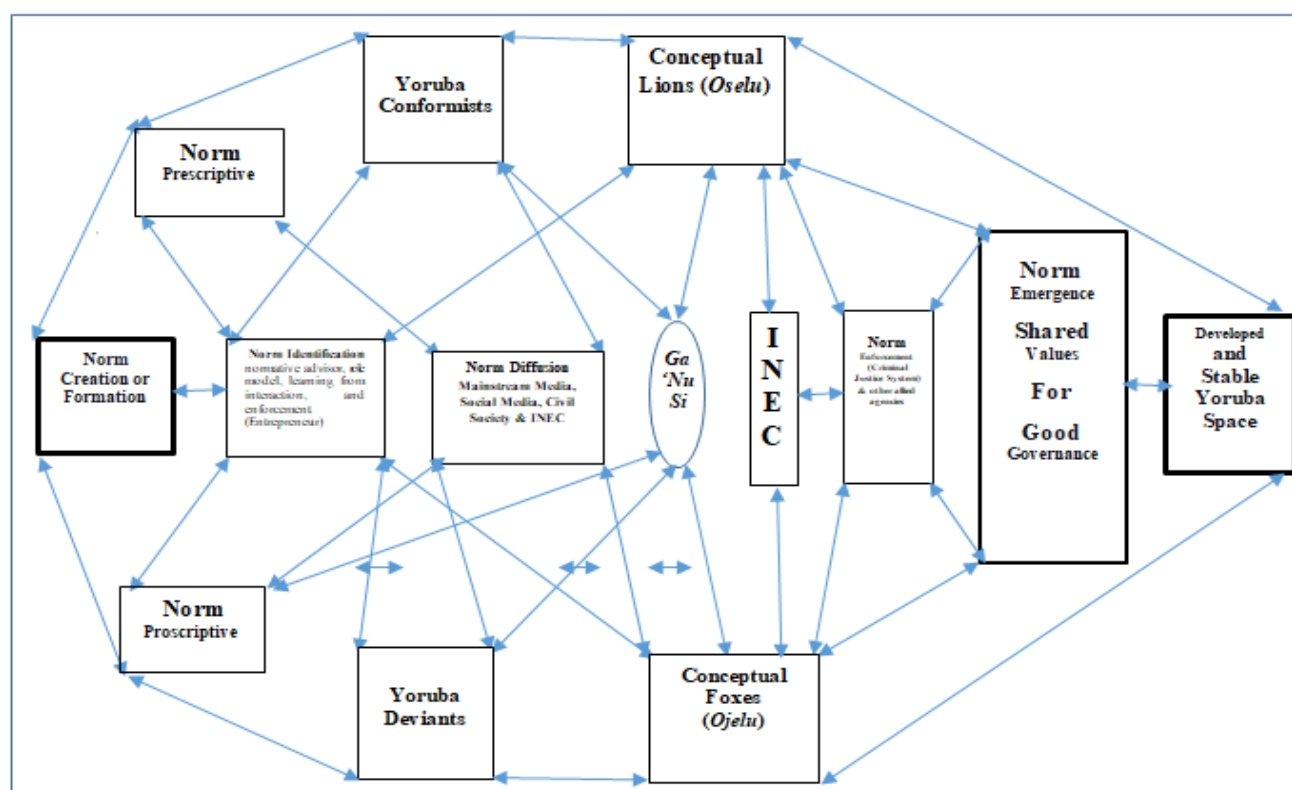 Yoruba
Conformists
Conceptual
Lions (Oselu)
Norm
Prescriptive
Norm
Creation or
Formation
Norm Identification
normative advisor, role
model, learning from
interaction, and
enforcement
(Entrepreneur)
Norm Diffusion
Mainstream Media,
Social Media, Civil
Society & INEC
Ga
‘Nu
Si
I
N
E
C
Norm
Enforcement
(Criminal
Justice System)
& other allied
agencies
Norm
Emergence
Shared
Values
For
Good
Governance
Developed
and
Stable
Yoruba
Space
Norm
Proscriptive
Yoruba
Deviants
Conceptual
Foxes
(Ojelu)